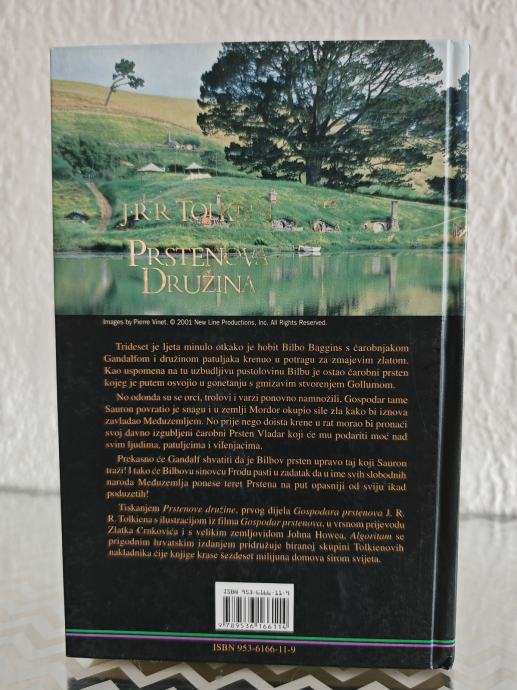 J.R.R. TOLKIEN
PRSTENOVA
DRUŽINA
Images by Pierre Vinet. © 2001 New Line Productions, Inc. All Rights Reserved.
Trideset je ljeta minulo otkako je hobit Bilbo Baggins s čarobnjakom
Gandalfom i družinom patuljaka krenuo u potragu za zmajevim zlatom.
Kao uspomena na tu uzbudljivu pustolovinu Bilbu je ostao čarobni prsten
kojeg je putem osvojio u gonetanju s gmizavim stvorenjem Gollumom.
No odonda su se orci, trolovi i varzi ponovno namnožili, Gospodar tame
Sauron povratio je snagu i u zemlji Mordor okupio sile zla kako bi iznova
zavladao Međuzemljem. No prije nego doista krene u rat morao bi pronaći
svoj davno izgubljeni čarobni Prsten Vladar koji će mu podariti moć nad
svim ljudima, patuljcima i vilenjacima.
Prekasno će Gandalf shvatiti da je Bilbov prsten upravo taj koji Sauron
traži! I tako će Bilbovu sinovcu Frodu pasti u zadatak da u ime svih slobodnih
naroda Međuzemlja ponese teret Prstena na put opasniji od sviju ikad
poduzetih!
Tiskanjem Prstenove družine, prvog dijela Gospodara prstenova J. R.
R. Tolkiena s ilustracijom iz filma Gospodar prstenova, u vrsnom prijevodu
Zlatka Crnkovića i s velikim zemljovidom Johna Howea, Algoritam se
prigodnim hrvatskim izdanjem pridružuje biranoj skupini Tolkienovih
nakladnika čije knjige krase šezdeset milijuna domova širom svijeta.
ISBN 953-6166-11-9
9 789536 166114
ISBN 953-6166-11-9